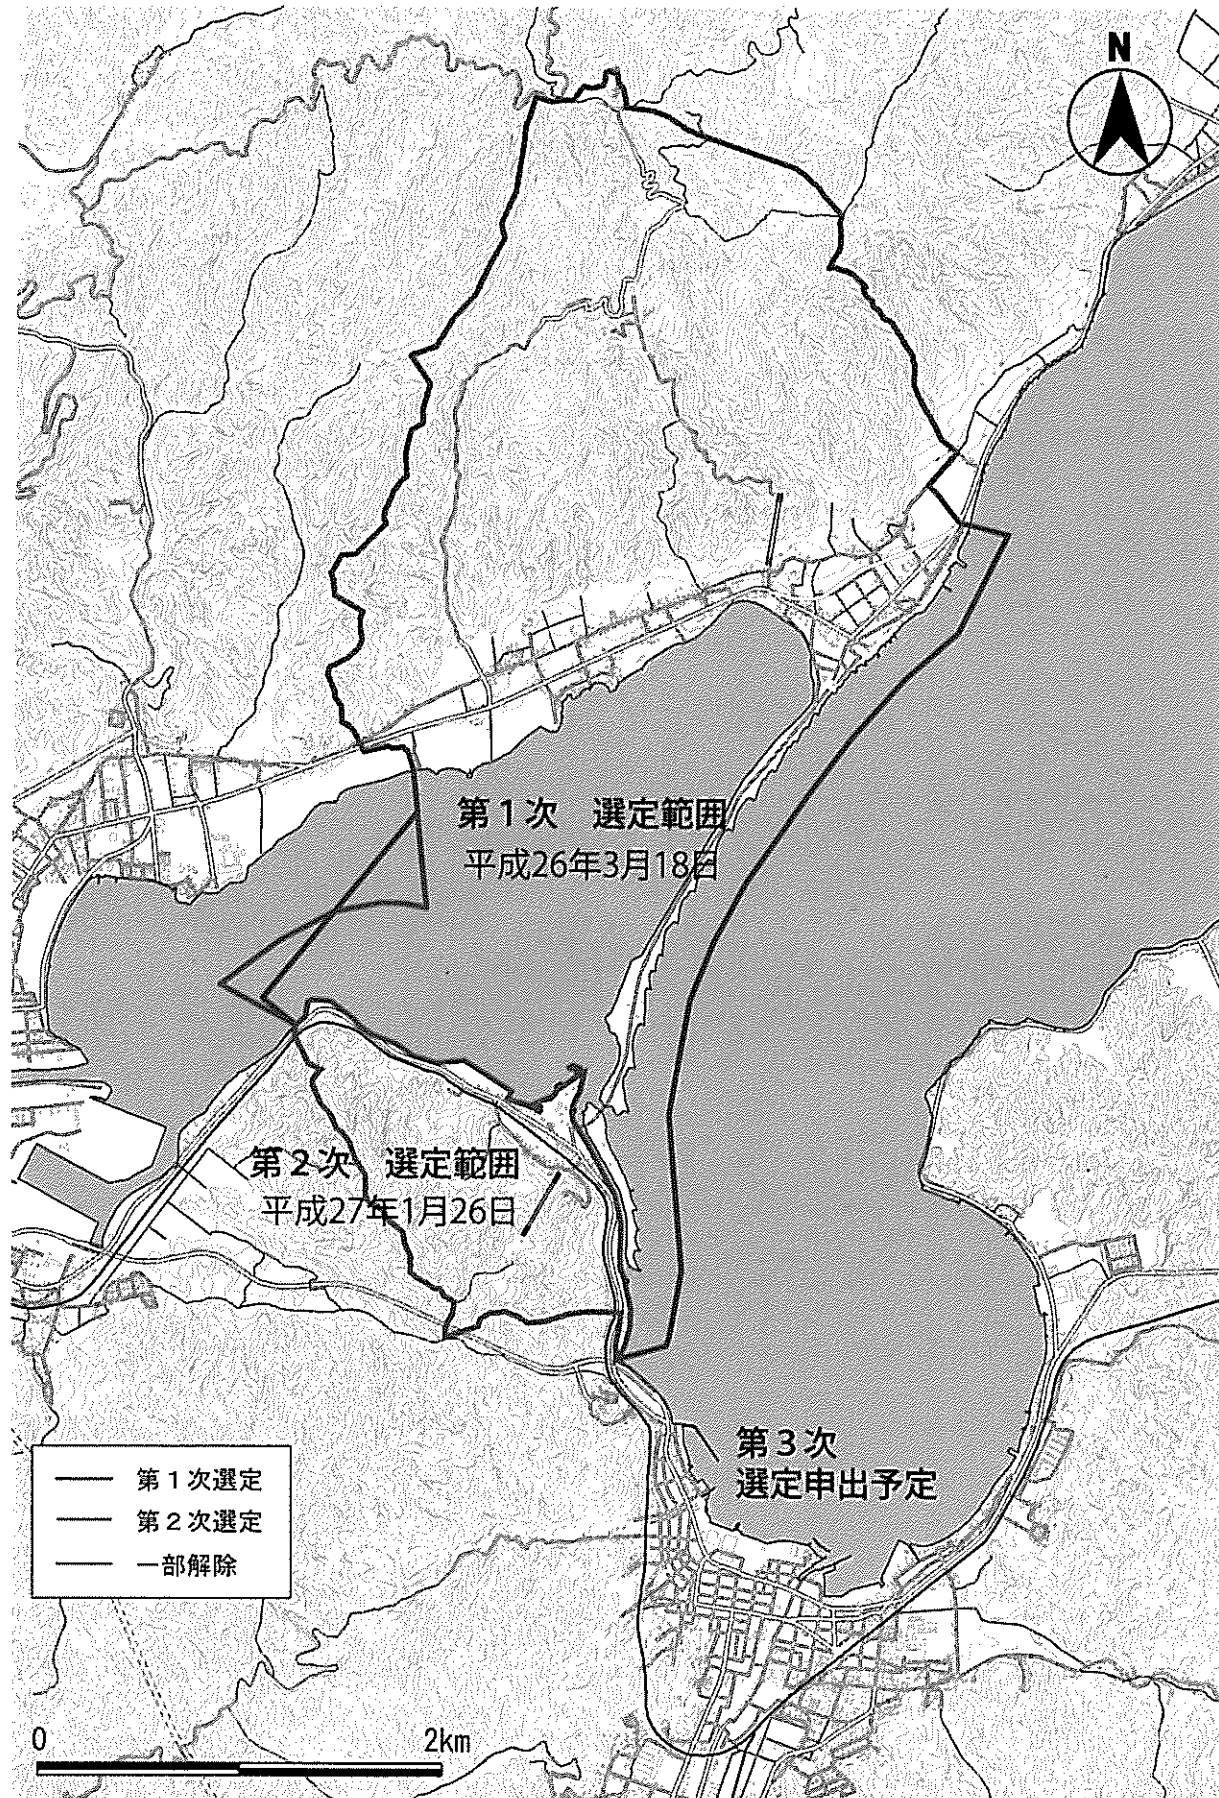 N
第1次　選定範囲
平成26年3月18日
第2次　選定範囲
平成27年1月26日
第3次
選定申出予定
第1次選定
第2次選定
一部解除
0
2km